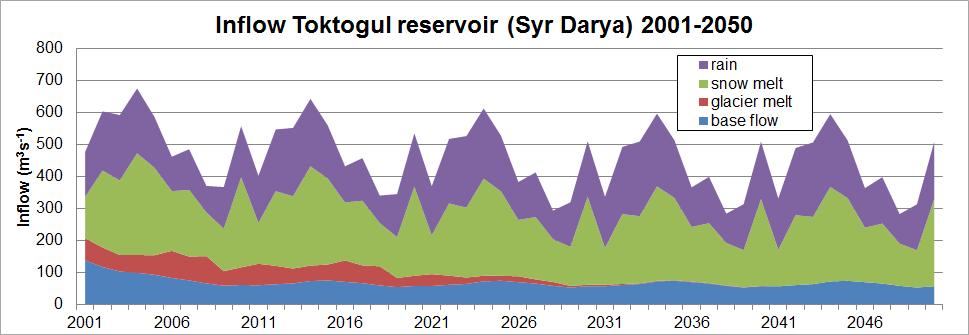 Inflow Toktogul reservoir (Syr Darya) 2001-2050
800
700
600
500
400
300
200
100
0
Inflow (m³s⁻¹)
rain
snow melt
glacier melt
base flow
2001 2006 2011 2016 2021 2026 2031 2036 2041 2046